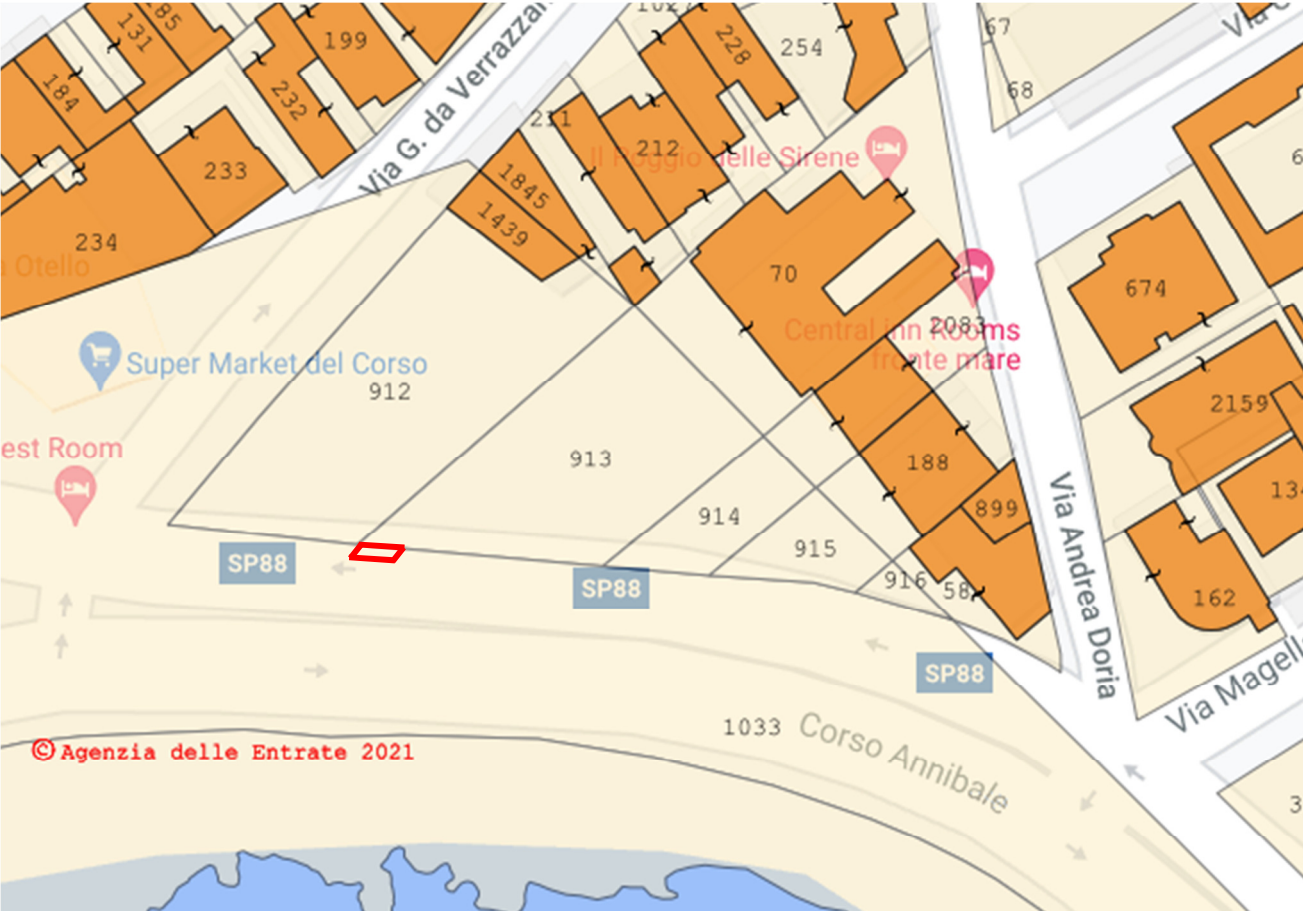 185
131
199
184
232
Via G. da Verrazzan
1027
228
254
67
68
211
212
Il Poggio delle Sirene
233
234
1845
1439
70
2083
Central inn Rooms
fronte mare
674
Otello
Super Market del Corso
912
913
2159
est Room
188
899
914
915
916
58
134
162
SP88
SP88
SP88
Via Andrea Doria
Via Magell
1033
Corso Annibale
© Agenzia delle Entrate 2021